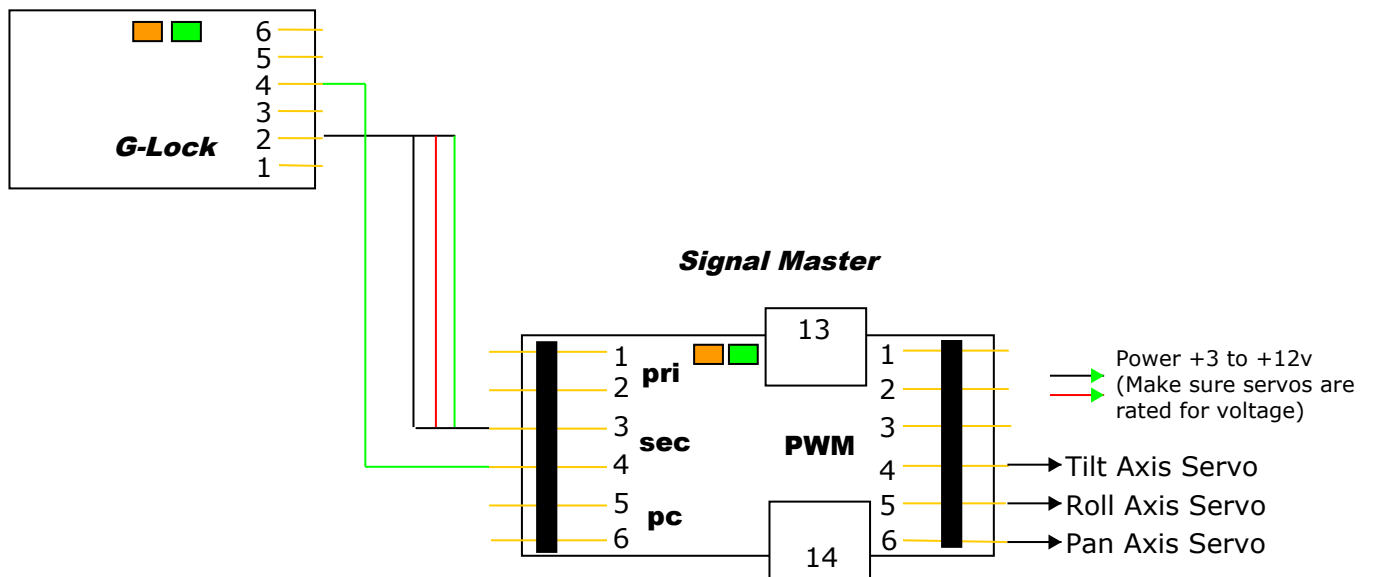 6
5
4
3
2
1
G-Lock
Signal Master
13
1
2
3
4
5
6
pri
sec
pc
PWM
1
2
3
4
5
6
14
Power +3 to +12v
(Make sure servos are
rated for voltage)
Tilt Axis Servo
Roll Axis Servo
Pan Axis Servo